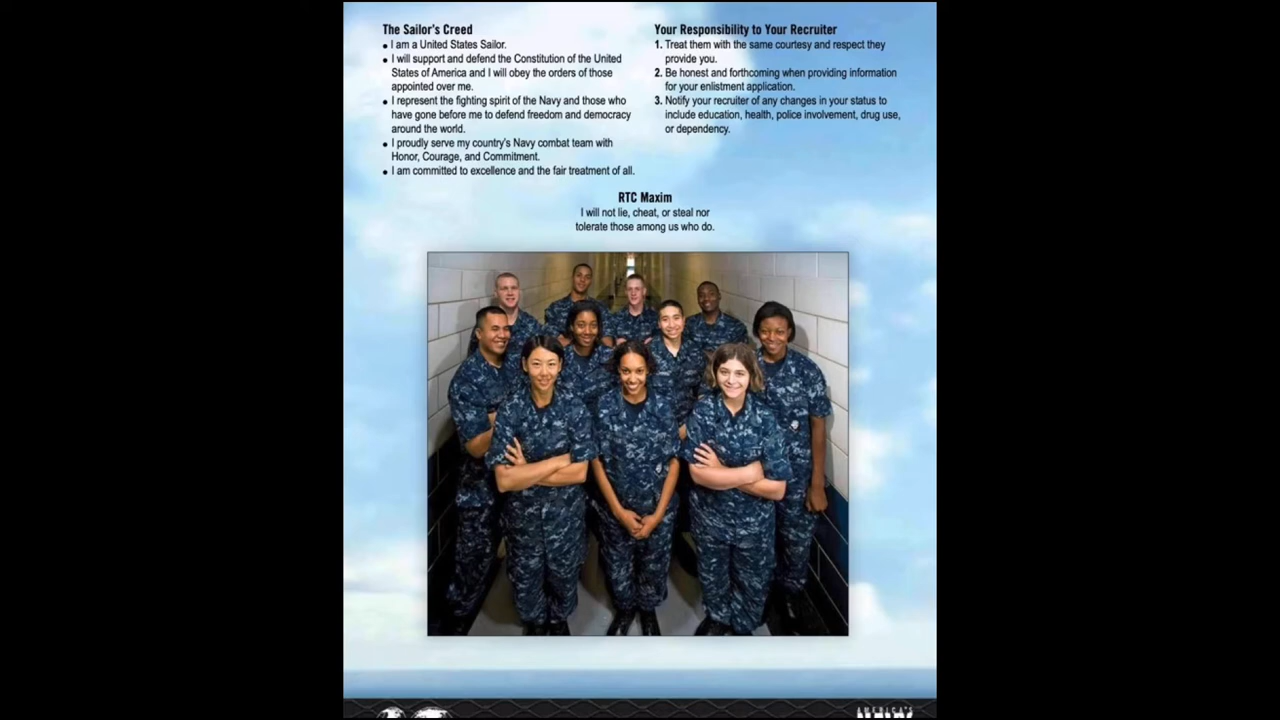 The Sailor's Creed
• I am a United States Sailor.
• I will support and defend the Constitution of the United
States of America and I will obey the orders of those
appointed over me.
• I represent the fighting spirit of the Navy and those who
have gone before me to defend freedom and democracy
around the world.
• I proudly serve my country's Navy combat team with
Honor, Courage, and Commitment.
• I am committed to excellence and the fair treatment of all.
Your Responsibility to Your Recruiter
1. Treat them with the same courtesy and respect they
provide you.
2. Be honest and forthcoming when providing information
for your enlistment application.
3. Notify your recruiter of any changes in your status to
include education, health, police involvement, drug use,
or dependency.
RTC Maxim
I will not lie, cheat, or steal nor
tolerate those among us who do.
AMERICA'S